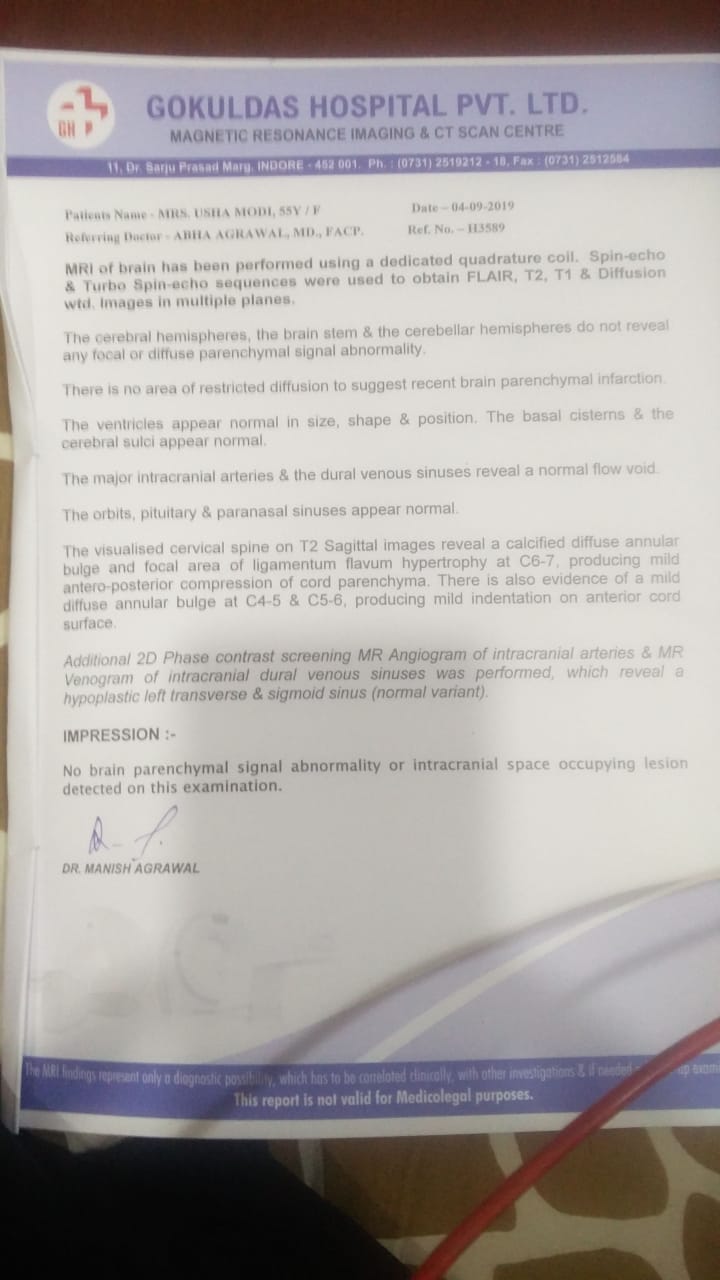 GH
GOKULDAS HOSPITAL PVT. LTD.
MAGNETIC RESONANCE IMAGING & CT SCAN CENTRE
11, Dr. Sarju Prasad Marg, INDORE - 452 001. Ph. : (0731) 2519212 - 18, Fax : (0731) 2512584
Patients Name - MRS. USHA MODI, 55Y / F
Date – 04-09-2019
Referring Doctor - ABHA AGRAWAL, MD., FACP.
Ref. No. – H3589
MRI of brain has been performed using a dedicated quadrature coil. Spin-echo
& Turbo Spin-echo sequences were used to obtain FLAIR, T2, T1 & Diffusion
wtd. Images in multiple planes.
The cerebral hemispheres, the brain stem & the cerebellar hemispheres do not reveal
any focal or diffuse parenchymal signal abnormality.
There is no area of restricted diffusion to suggest recent brain parenchymal infarction.
The ventricles appear normal in size, shape & position. The basal cisterns & the
cerebral sulci appear normal.
The major intracranial arteries & the dural venous sinuses reveal a normal flow void.
The orbits, pituitary & paranasal sinuses appear normal.
The visualised cervical spine on T2 Sagittal images reveal a calcified diffuse annular
bulge and focal area of ligamentum flavum hypertrophy at C6-7, producing mild
antero-posterior compression of cord parenchyma. There is also evidence of a mild
diffuse annular bulge at C4-5 & C5-6, producing mild indentation on anterior cord
surface.
Additional 2D Phase contrast screening MR Angiogram of intracranial arteries & MR
Venogram of intracranial dural venous sinuses was performed, which reveal a
hypoplastic left transverse & sigmoid sinus (normal variant).
IMPRESSION :-
No brain parenchymal signal abnormality or intracranial space occupying lesion
detected on this examination.
DR. MANISH AGRAWAL
The MRI findings represent only a diagnostic possibility, which has to be correlated clinically, with other investigations & if needed up exam
This report is not valid for Medicolegal purposes.